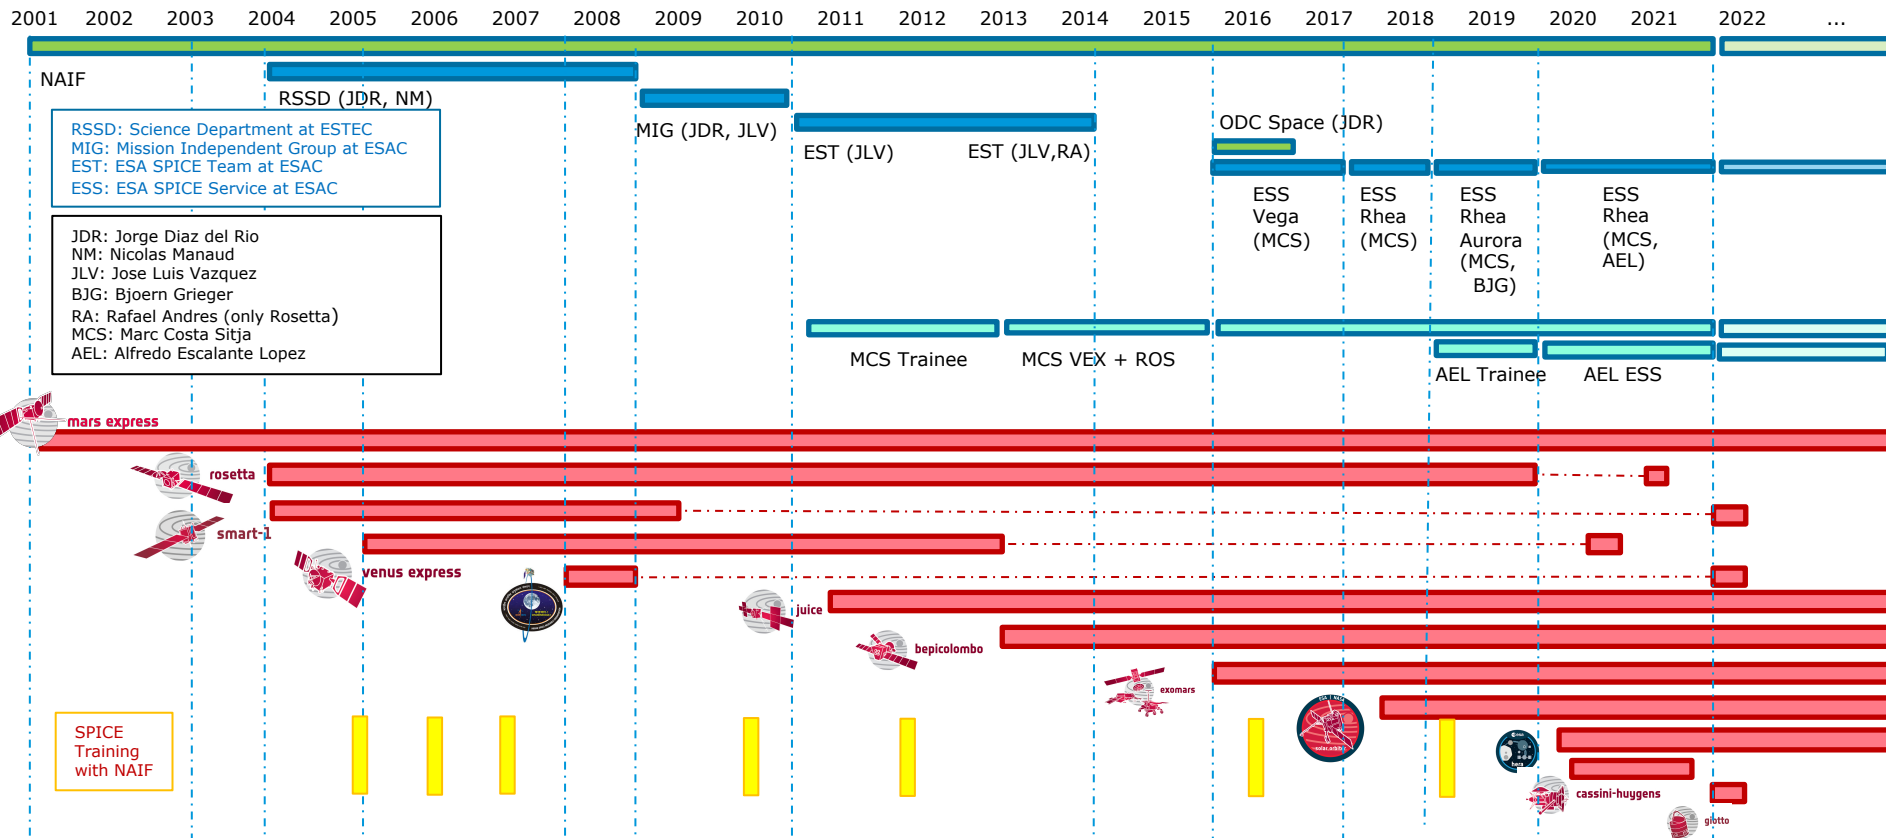 2001 2002 2003 2004 2005 2006 2007 2008 2009 2010 2011 2012 2013 2014 2015 2016 2017 2018 2019 2020 2021 2022 ...
NAIF
RSSD (JDR, NM)
MIG (JDR, JLV)
EST (JLV)
EST (JLV,RA)
ODC Space (JDR)
RSSD: Science Department at ESTEC
MIG: Mission Independent Group at ESAC
EST: ESA SPICE Team at ESAC
ESS: ESA SPICE Service at ESAC
ESS
Vega
(MCS)
ESS
Rhea
(MCS)
ESS
Rhea
Aurora
(MCS,
BJG)
ESS
Rhea
(MCS,
AEL)
JDR: Jorge Diaz del Rio
NM: Nicolas Manaud
JLV: Jose Luis Vazquez
BJG: Bjoern Grieger
RA: Rafael Andres (only Rosetta)
MCS: Marc Costa Sitja
AEL: Alfredo Escalante Lopez
MCS Trainee
MCS VEX + ROS
AEL Trainee
AEL ESS
mars express
rosetta
smart-1
venus express
juice
bepicolombo
exomars
solar orbiter
hera
cassini-huygens
giotto
SPICE
Training
with NAIF